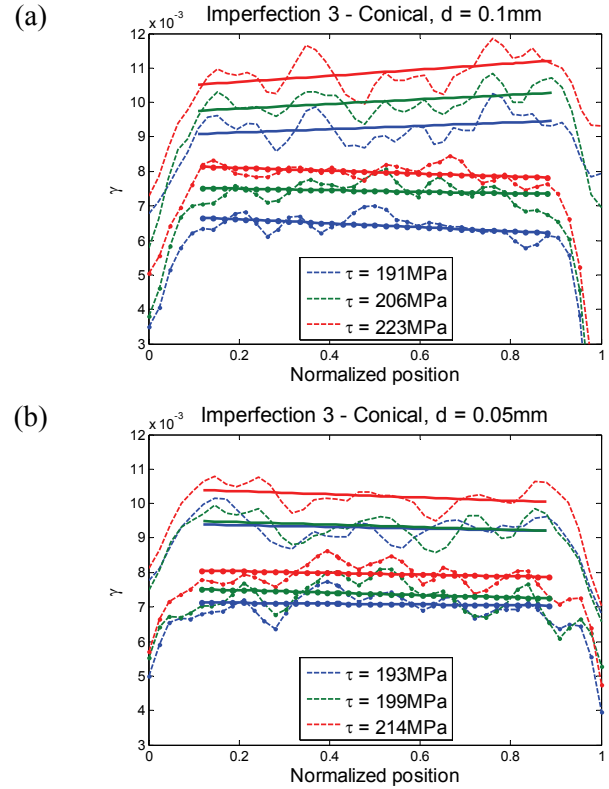 (a)
Imperfection 3 - Conical, d = 0.1mm
x 10⁻³
12
11
10
9
8
7
6
5
4
3
γ
τ = 191MPa
τ = 206MPa
τ = 223MPa
0 0.2 0.4 0.6 0.8 1
Normalized position
(b)
Imperfection 3 - Conical, d = 0.05mm
x 10⁻³
12
11
10
9
8
7
6
5
4
3
γ
τ = 193MPa
τ = 199MPa
τ = 214MPa
0 0.2 0.4 0.6 0.8 1
Normalized position